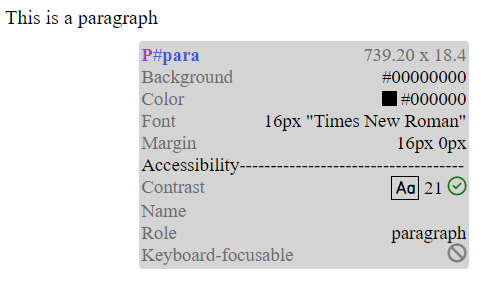 This is a paragraph
P#para 739.20 x 18.4
Background #00000000
Color #000000
Font 16px "Times New Roman"
Margin 16px 0px
Accessibility------------------------------------
Contrast Aa 21
Name
Role paragraph
Keyboard-focusable